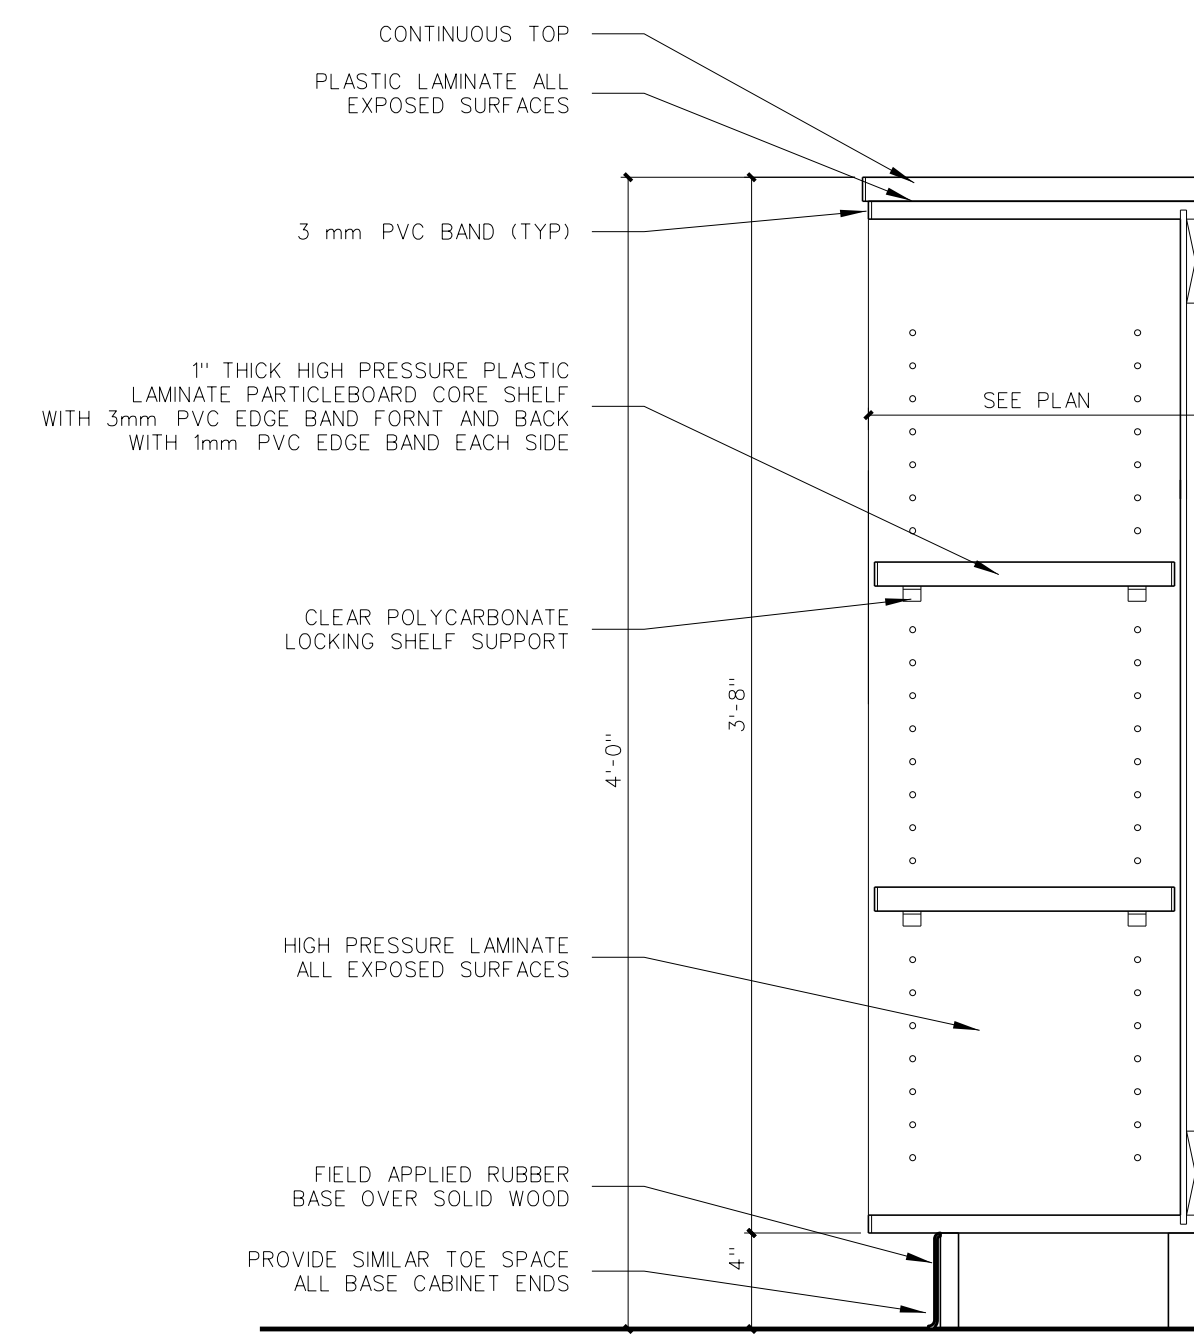 CONTINUOUS TOP
PLASTIC LAMINATE ALL
EXPOSED SURFACES
3 mm PVC BAND (TYP)
1" THICK HIGH PRESSURE PLASTIC
LAMINATE PARTICLEBOARD CORE SHELF
WITH 3mm PVC EDGE BAND FORNT AND BACK
WITH 1mm PVC EDGE BAND EACH SIDE
SEE PLAN
CLEAR POLYCARBONATE
LOCKING SHELF SUPPORT
3'-8"
4'-0"
HIGH PRESSURE LAMINATE
ALL EXPOSED SURFACES
FIELD APPLIED RUBBER
BASE OVER SOLID WOOD
PROVIDE SIMILAR TOE SPACE
ALL BASE CABINET ENDS
4"